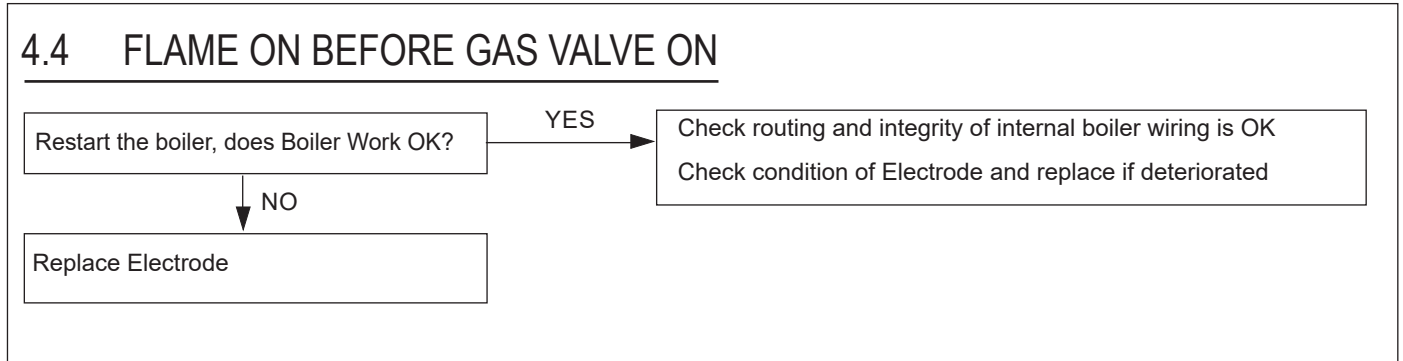 4.4 FLAME ON BEFORE GAS VALVE ON
Restart the boiler, does Boiler Work OK?
YES
Check routing and integrity of internal boiler wiring is OK
Check condition of Electrode and replace if deteriorated
NO
Replace Electrode